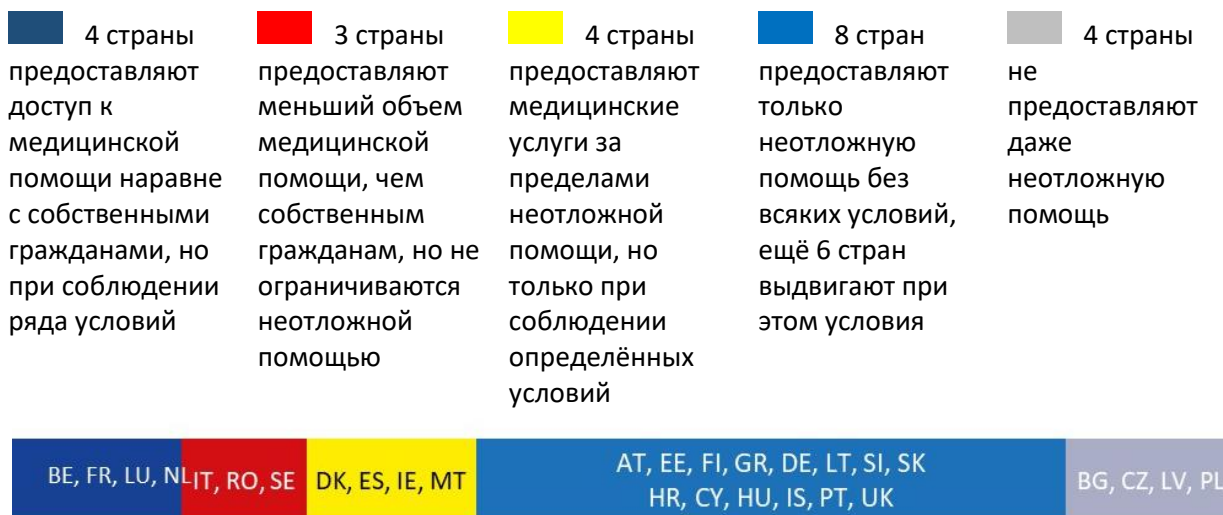 4 страны
предоставляют
доступ к
медицинской
помощи наравне
с собственными
гражданами, но
при соблюдении
ряда условий
3 страны
предоставляют
меньший объем
медицинской
помощи, чем
собственным
гражданам, но не
ограничиваются
неотложной
помощью
4 страны
предоставляют
медицинские
услуги за
пределами
неотложной
помощи, но
только при
соблюдении
определённых
условий
8 стран
предоставляют
только
неотложную
помощь без
всяких условий,
ещё 6 стран
выдвигают при
этом условия
4 страны
не
предоставляют
даже
неотложную
помощь
BE, FR, LU, NL
IT, RO, SE
DK, ES, IE, MT
AT, EE, FI, GR, DE, LT, SI, SK
HR, CY, HU, IS, PT, UK
BG, CZ, LV, PL